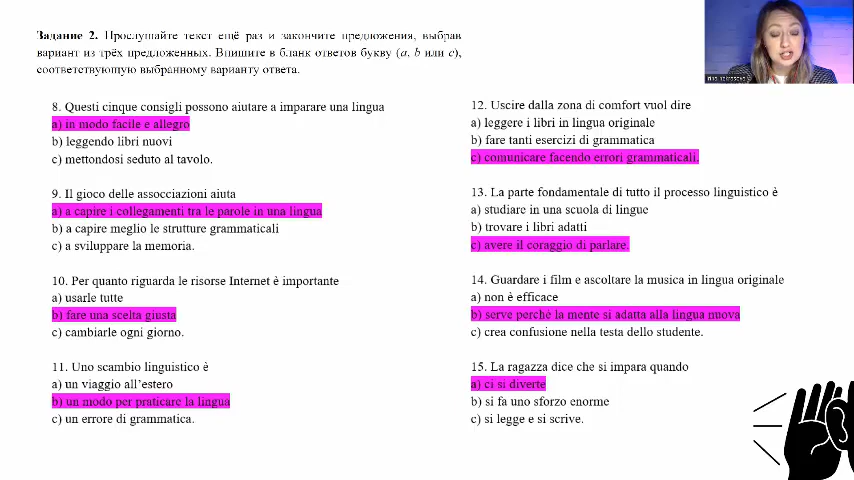 Задание 2. Прослушайте текст ещё раз и закончите предложения, выбрав
вариант из трёх предложенных. Впишите в бланк ответов букву (a, b или c),
соответствующую выбранному варианту ответа.
8. Questi cinque consigli possono aiutare a imparare una lingua
a) in modo facile e allegro
b) leggendo libri nuovi
c) mettondosi seduto al tavolo.
9. Il gioco delle assocciazioni aiuta
a) a capire i collegamenti tra le parole in una lingua
b) a capire meglio le strutture grammaticali
c) a sviluppare la memoria.
10. Per quanto riguarda le risorse Internet è importante
a) usarle tutte
b) fare una scelta giusta
c) cambiarle ogni giorno.
11. Uno scambio linguistico è
a) un viaggio all’estero
b) un modo per praticare la lingua
c) un errore di grammatica.
12. Uscire dalla zona di comfort vuol dire
a) leggere i libri in lingua originale
b) fare tanti esercizi di grammatica
c) comunicare facendo errori grammaticali.
13. La parte fondamentale di tutto il processo linguistico è
a) studiare in una scuola di lingue
b) trovare i libri adatti
c) avere il coraggio di parlare.
14. Guardare i film e ascoltare la musica in lingua originale
a) non è efficace
b) serve perchè la mente si adatta alla lingua nuova
c) crea confusione nella testa dello studente.
15. La ragazza dice che si impara quando
a) ci si diverte
b) si fa uno sforzo enorme
c) si legge e si scrive.